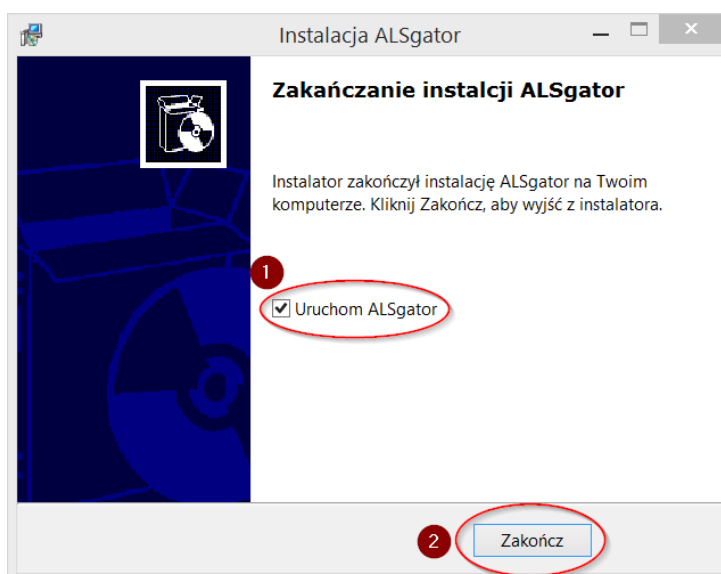 Instalacja ALSgator
Zakańczanie instalcji ALSgator
Instalator zakończył instalację ALSgator na Twoim
komputerze. Kliknij Zakończ, aby wyjść z instalatora.
1
Uruchom ALSgator
2
Zakończ